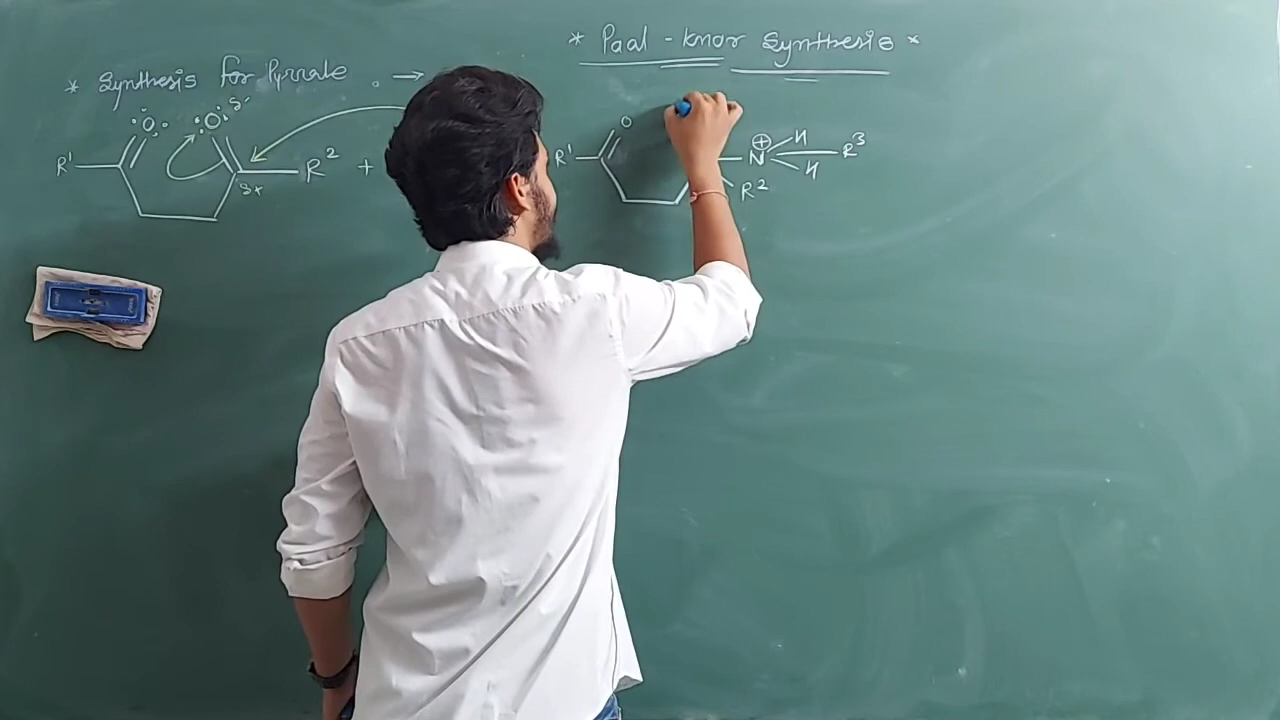 * Paal - Knor Synthesis *
* Synthesis for Pyrrole . →
R¹ O O δ- δ+ R² +
R¹ O N ⊕ H H R³ R²